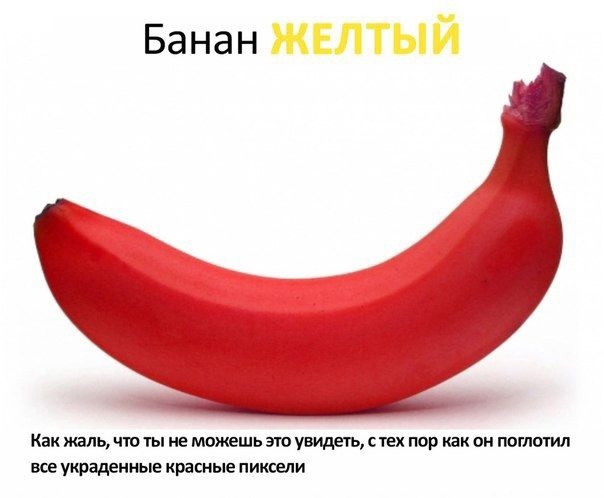 Банан ЖЕЛТЫЙ
Как жаль, что ты не можешь это увидеть, с тех пор как он поглотил
все украденные красные пиксели